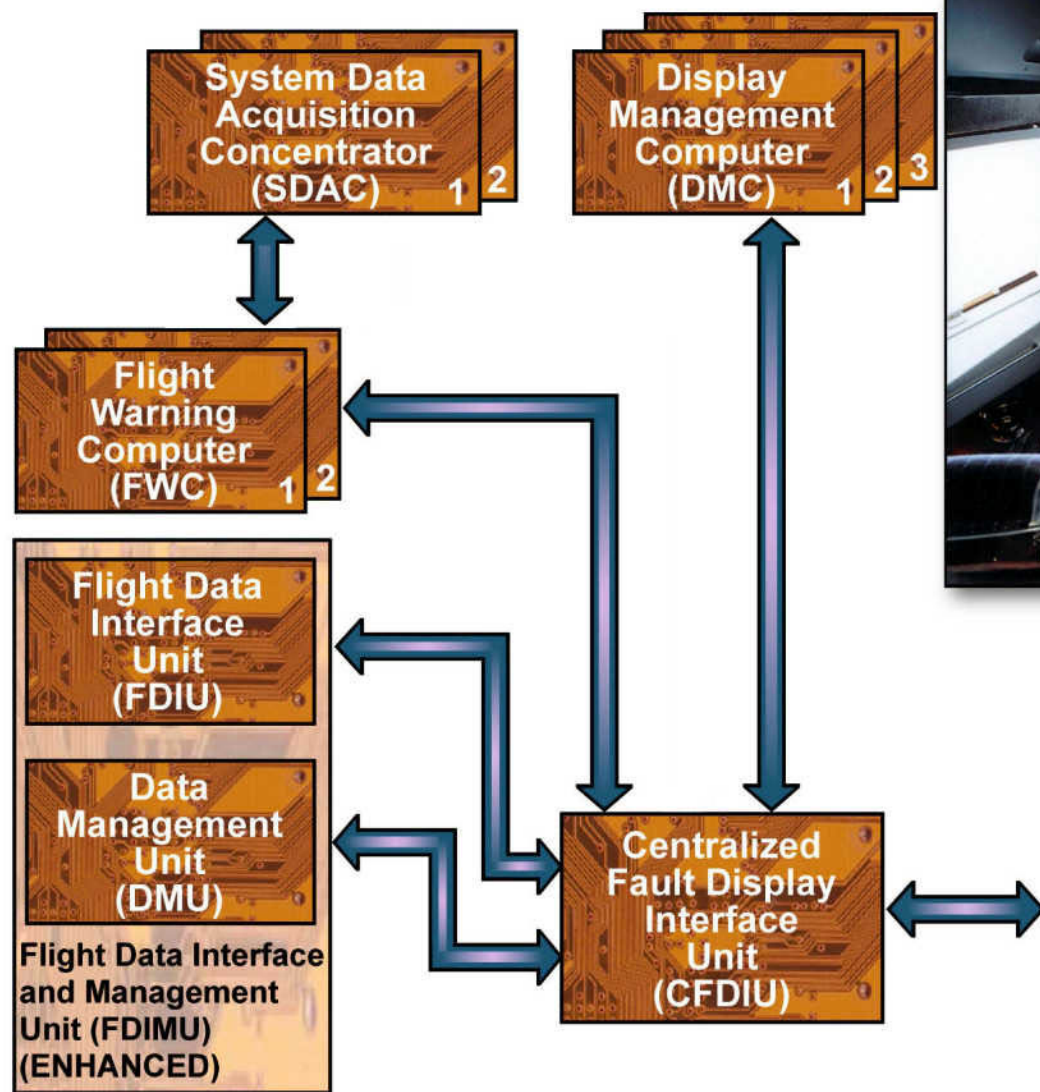 System Data
Acquisition
Concentrator
(SDAC)
1
2
Display
Management
Computer
(DMC)
1
2
3
Flight
Warning
Computer
(FWC)
1
2
Flight Data
Interface
Unit
(FDIU)
Data
Management
Unit
(DMU)
Flight Data Interface
and Management
Unit (FDIMU)
(ENHANCED)
Centralized
Fault Display
Interface
Unit
(CFDIU)